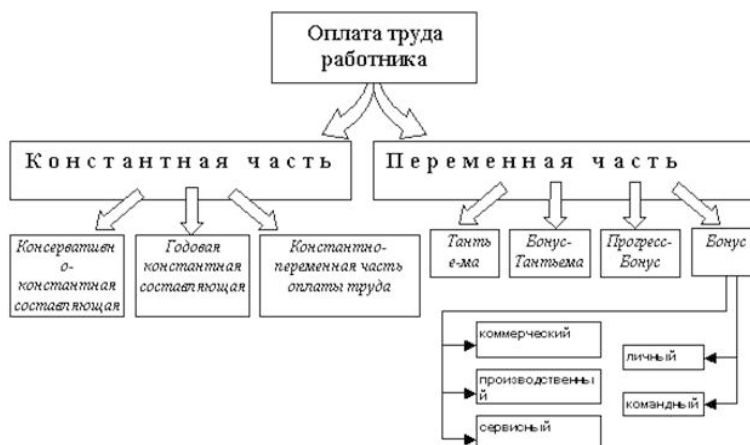 Оплата труда
работника
Константная часть
Переменная часть
Консервативн
о-константная
составляющая
Годовая
константная
составляющая
Константно-
переменная часть
оплаты труда
Танть
е-ма
Бонус-
Тантьема
Прогресс-
Бонус
Бонус
коммерческий
производственны
й
сервисный
личный
командный